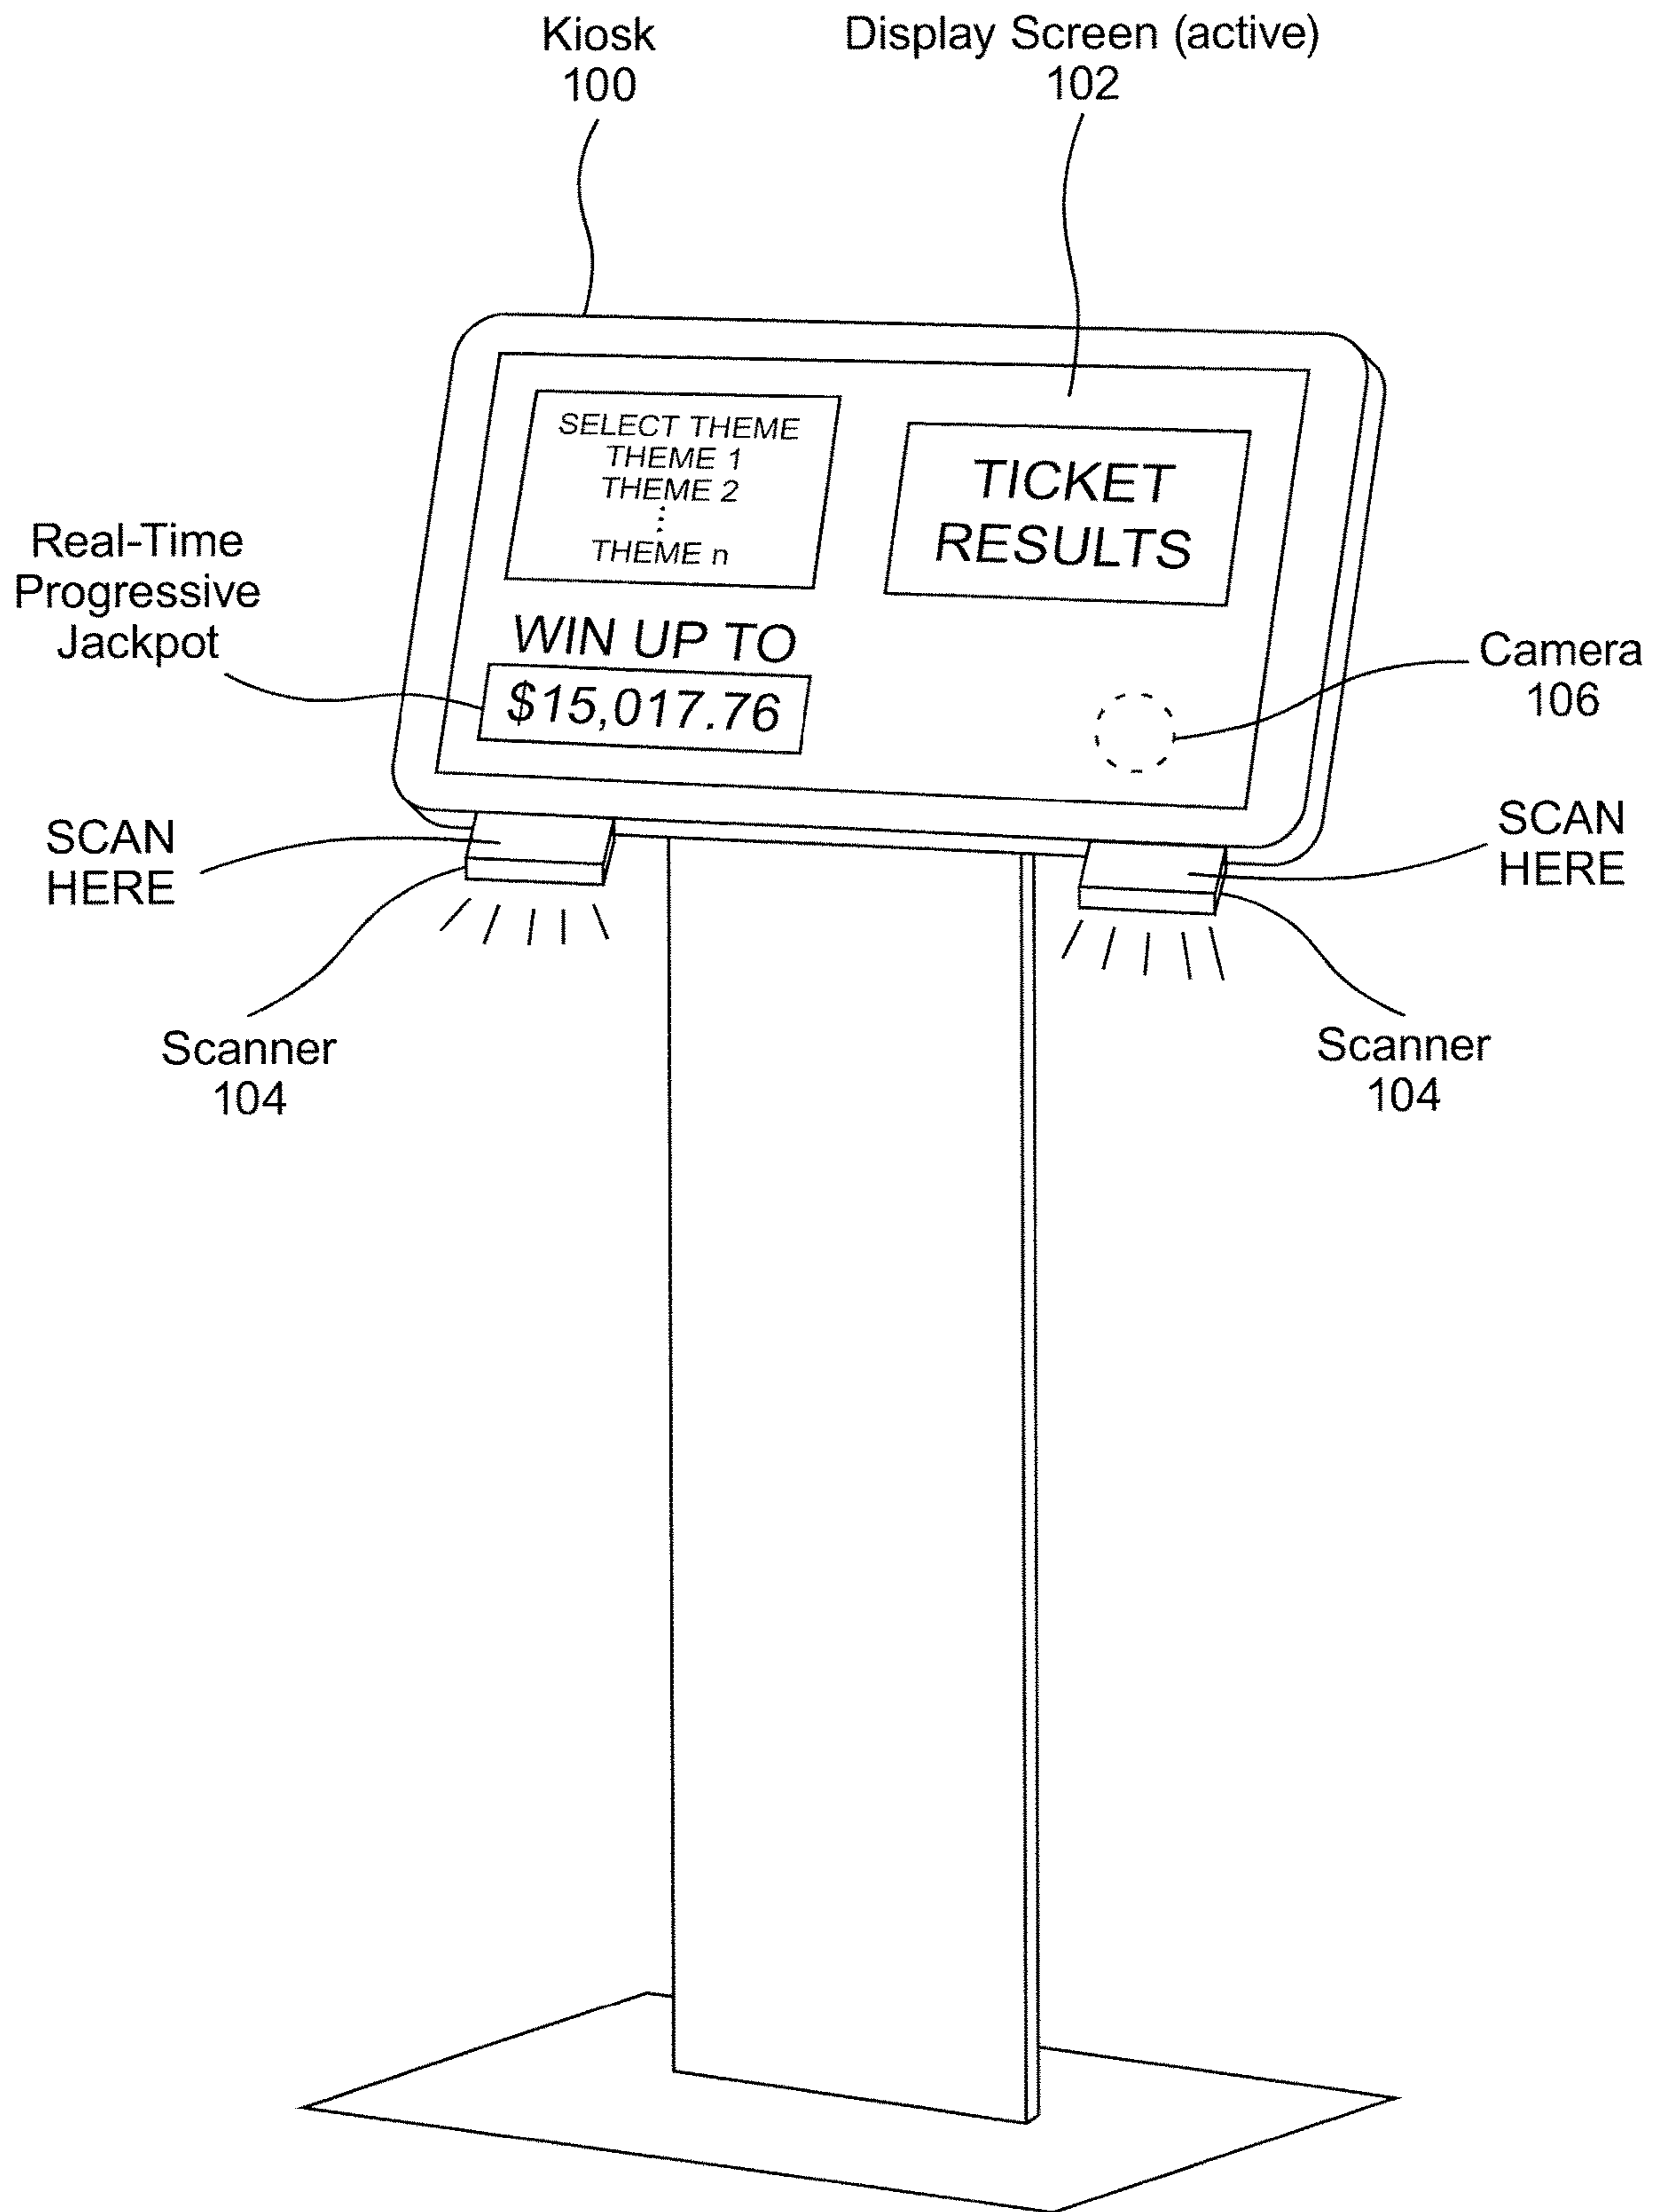 Kiosk
100
Display Screen (active)
102
SELECT THEME
THEME 1
THEME 2
THEME n
TICKET
RESULTS
Real-Time
Progressive
Jackpot
WIN UP TO
$15,017.76
Camera
106
SCAN
HERE
SCAN
HERE
Scanner
104
Scanner
104